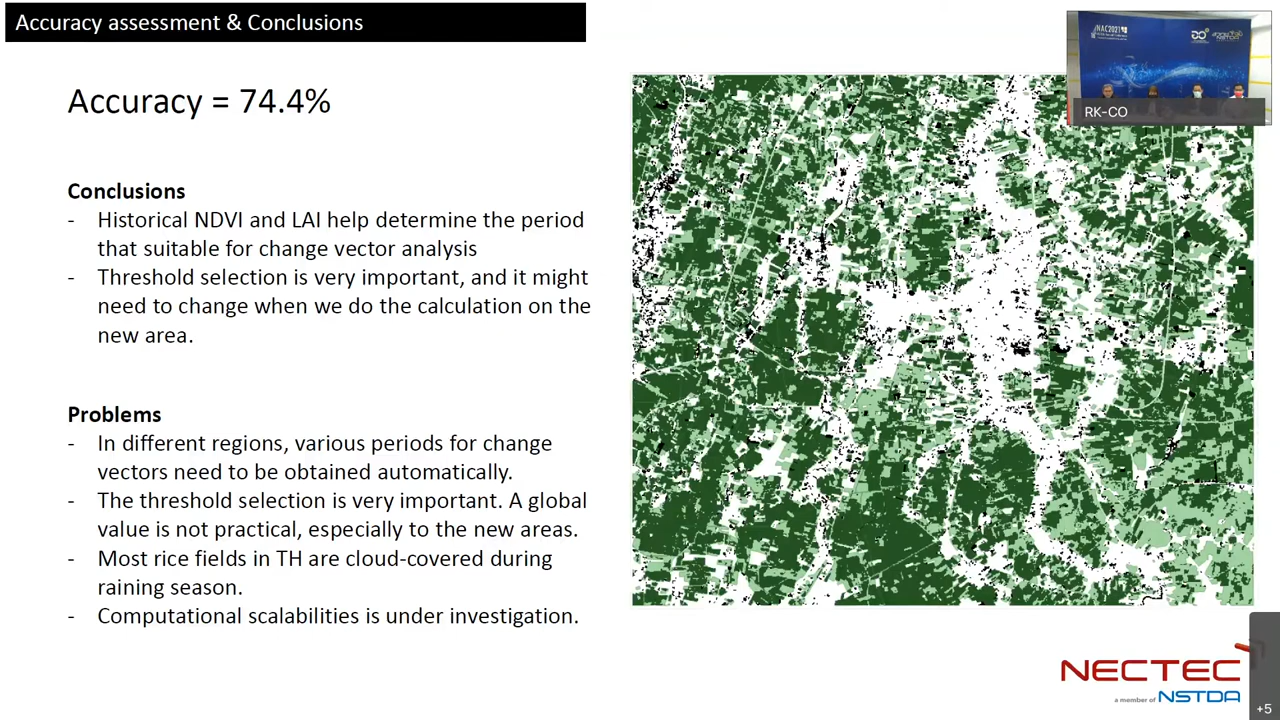 Accuracy assessment & Conclusions
NAC2021
NSTDA
RK-CO
Accuracy = 74.4%
Conclusions
- Historical NDVI and LAI help determine the period
that suitable for change vector analysis
- Threshold selection is very important, and it might
need to change when we do the calculation on the
new area.
Problems
- In different regions, various periods for change
vectors need to be obtained automatically.
- The threshold selection is very important. A global
value is not practical, especially to the new areas.
- Most rice fields in TH are cloud-covered during
raining season.
- Computational scalabilities is under investigation.
NECTEC
a member of NSTDA
+5